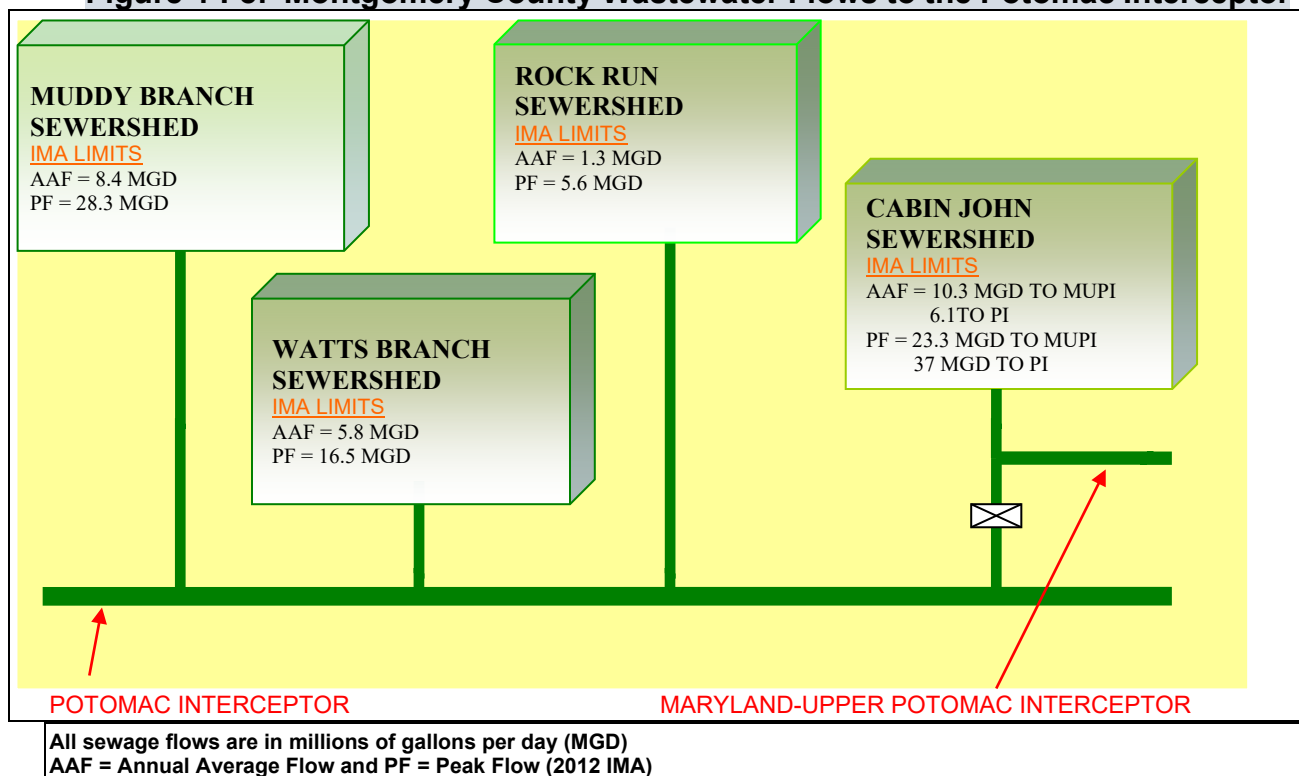 MUDDY BRANCH
SEWERSHED
IMA LIMITS
AAF = 8.4 MGD
PF = 28.3 MGD
ROCK RUN
SEWERSHED
IMA LIMITS
AAF = 1.3 MGD
PF = 5.6 MGD
WATTS BRANCH
SEWERSHED
IMA LIMITS
AAF = 5.8 MGD
PF = 16.5 MGD
CABIN JOHN
SEWERSHED
IMA LIMITS
AAF = 10.3 MGD TO MUPI
6.1TO PI
PF = 23.3 MGD TO MUPI
37 MGD TO PI
POTOMAC INTERCEPTOR
MARYLAND-UPPER POTOMAC INTERCEPTOR
All sewage flows are in millions of gallons per day (MGD)
AAF = Annual Average Flow and PF = Peak Flow (2012 IMA)